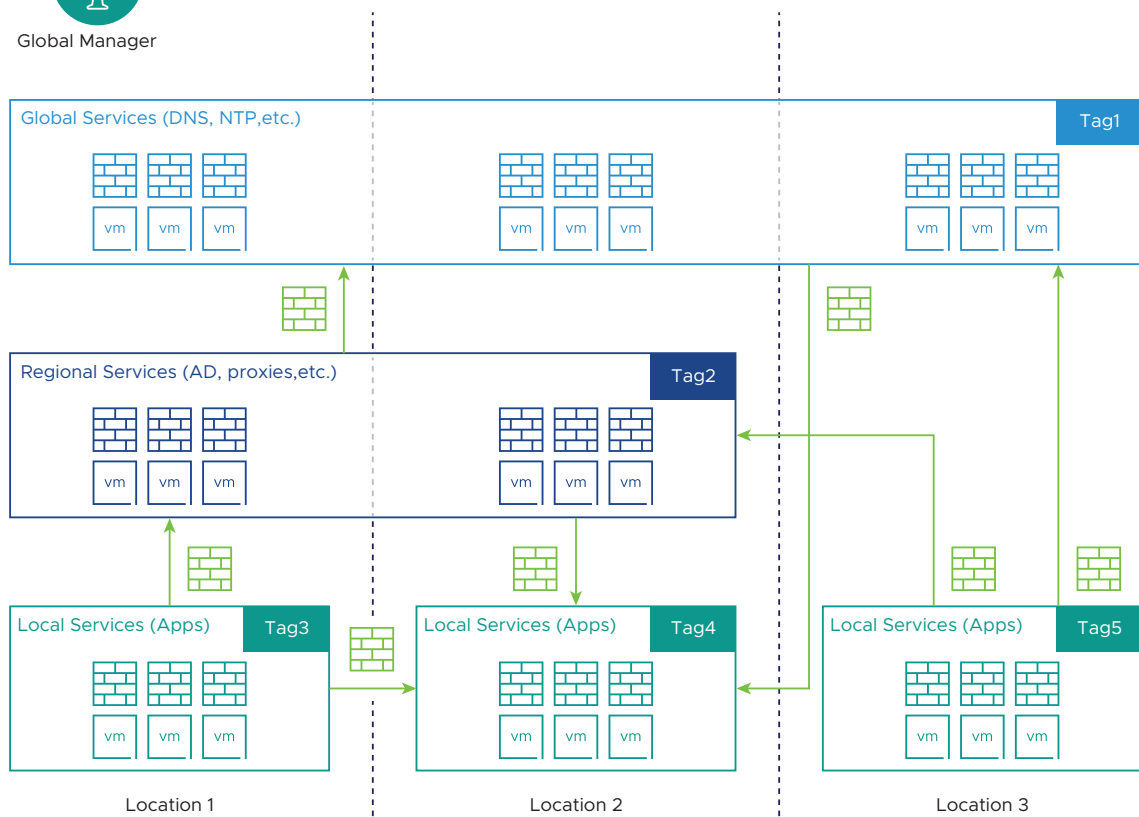 Global Manager
Global Services (DNS, NTP,etc.)
Tag1
vm vm vm vm vm vm vm vm vm
Regional Services (AD, proxies,etc.)
Tag2
vm vm vm vm vm vm
Local Services (Apps)
Tag3
Local Services (Apps)
Tag4
Local Services (Apps)
Tag5
vm vm vm vm vm vm vm vm vm
Location 1
Location 2
Location 3